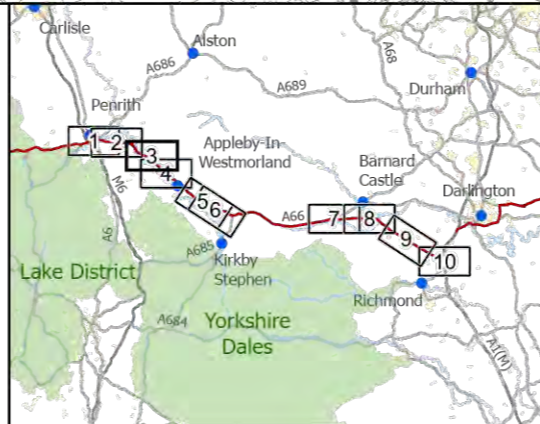 Carlisle
Alston
A68
A686
A689
Durham
Penrith
1
2
3
4
Appleby-In
Westmorland
Barnard
Castle
Darlington
M6
5
6
A66
7
8
9
10
A6
A685
Kirkby
Stephen
Lake District
Richmond
A684
Yorkshire
Dales
A1(M)